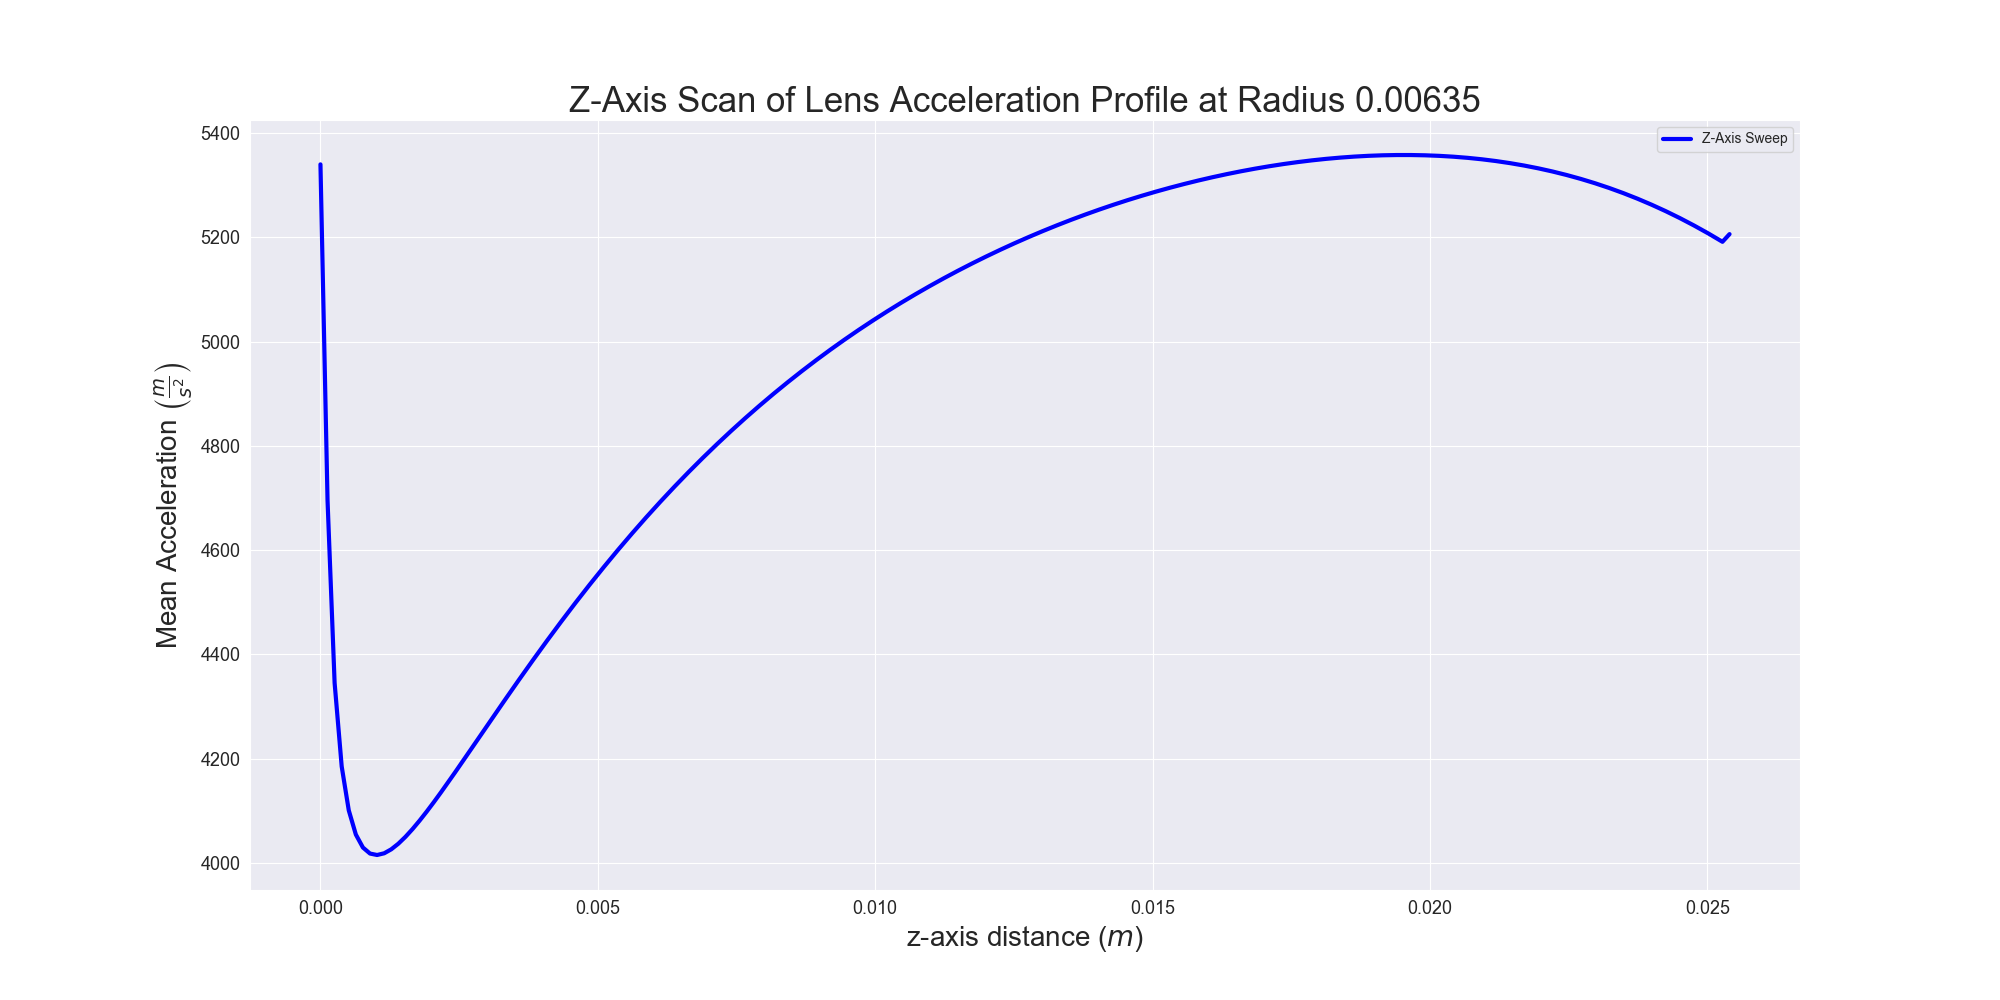 Z-Axis Scan of Lens Acceleration Profile at Radius 0.00635
Z-Axis Sweep
5400
5200
5000
4800
4600
4400
4200
4000
Mean Acceleration (m/s²)
0.000 0.005 0.010 0.015 0.020 0.025
z-axis distance (m)